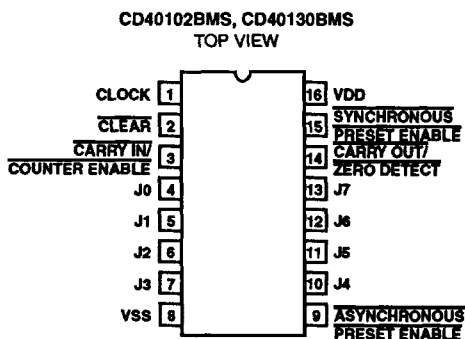 CD40102BMS, CD40130BMS
TOP VIEW
CLOCK 1
CLEAR 2
CARRY IN/
COUNTER ENABLE 3
J0 4
J1 5
J2 6
J3 7
VSS 8
16 VDD
15 SYNCHRONOUS
PRESET ENABLE
14 CARRY OUT/
ZERO DETECT
13 J7
12 J6
11 J5
10 J4
9 ASYNCHRONOUS
PRESET ENABLE